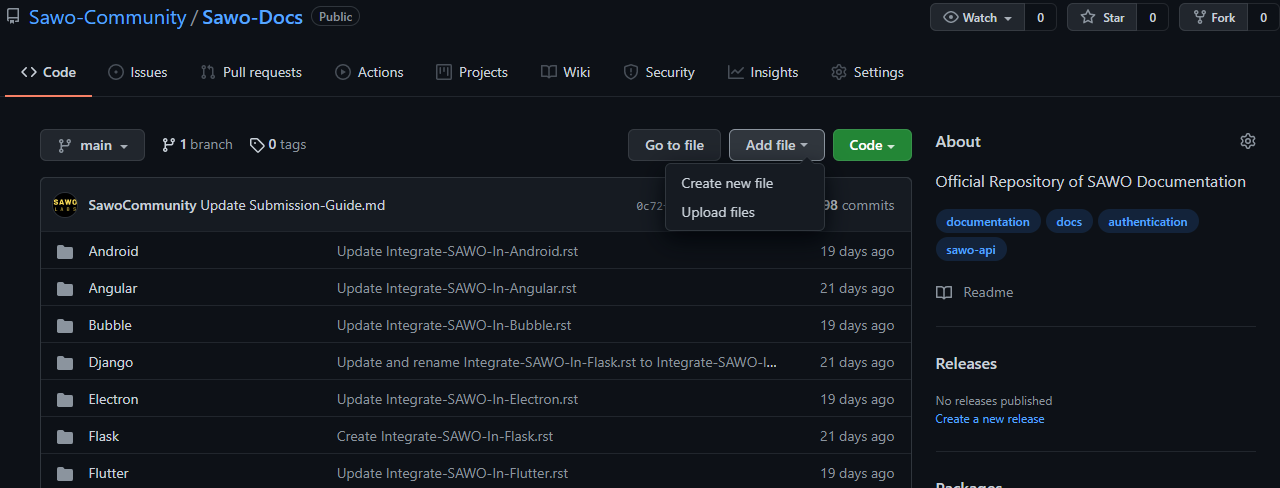 Sawo-Community / Sawo-Docs Public
Watch 0 Star 0 Fork 0
Code Issues Pull requests Actions Projects Wiki Security Insights Settings
main 1 branch 0 tags Go to file Add file Code
Create new file
Upload files
SAWO LABS SawoCommunity Update Submission-Guide.md 0c72 98 commits
Android Update Integrate-SAWO-In-Android.rst 19 days ago
Angular Update Integrate-SAWO-In-Angular.rst 21 days ago
Bubble Update Integrate-SAWO-In-Bubble.rst 19 days ago
Django Update and rename Integrate-SAWO-In-Flask.rst to Integrate-SAWO-I... 21 days ago
Electron Update Integrate-SAWO-In-Electron.rst 19 days ago
Flask Create Integrate-SAWO-In-Flask.rst 21 days ago
Flutter Update Integrate-SAWO-In-Flutter.rst 19 days ago
About
Official Repository of SAWO Documentation
documentation docs authentication
sawo-api
Readme
Releases
No releases published
Create a new release
Packages